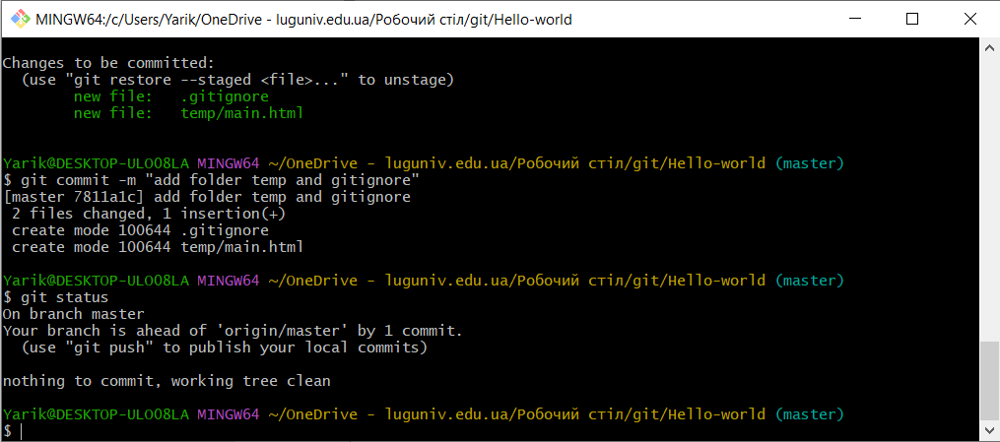 MINGW64:/c/Users/Yarik/OneDrive - luguniv.edu.ua/Робочий стіл/git/Hello-world
Changes to be committed:
  (use "git restore --staged <file>..." to unstage)
        new file:   .gitignore
        new file:   temp/main.html
Yarik@DESKTOP-ULO08LA MINGW64 ~/OneDrive - luguniv.edu.ua/Робочий стіл/git/Hello-world (master)
$ git commit -m "add folder temp and gitignore"
[master 7811a1c] add folder temp and gitignore
 2 files changed, 1 insertion(+)
 create mode 100644 .gitignore
 create mode 100644 temp/main.html
Yarik@DESKTOP-ULO08LA MINGW64 ~/OneDrive - luguniv.edu.ua/Робочий стіл/git/Hello-world (master)
$ git status
On branch master
Your branch is ahead of 'origin/master' by 1 commit.
  (use "git push" to publish your local commits)
nothing to commit, working tree clean
Yarik@DESKTOP-ULO08LA MINGW64 ~/OneDrive - luguniv.edu.ua/Робочий стіл/git/Hello-world (master)
$